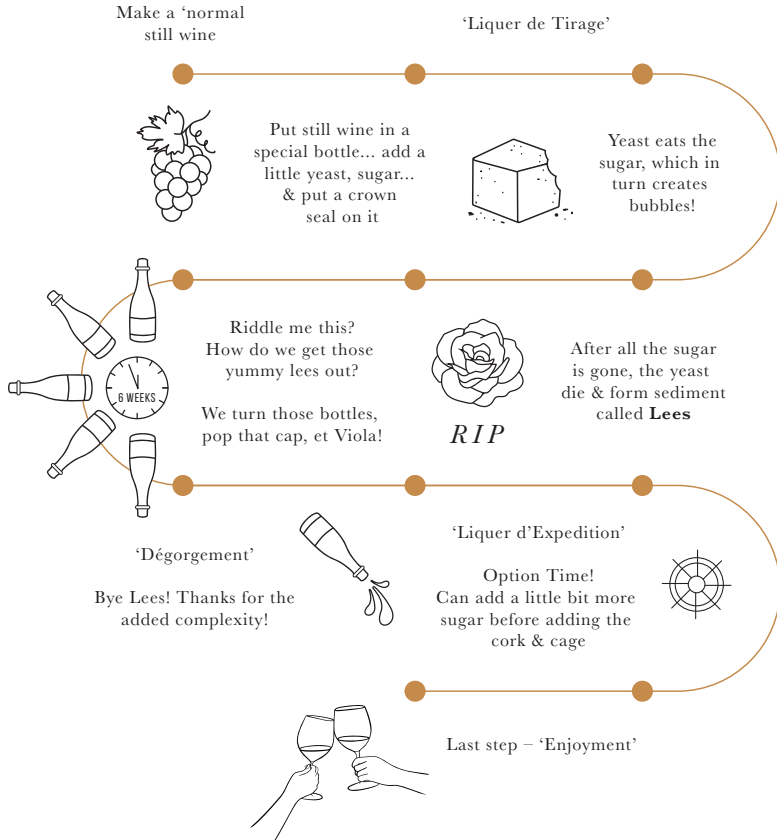 Make a ‘normal
still wine
‘Liquer de Tirage’
Put still wine in a
special bottle... add a
little yeast, sugar...
& put a crown
seal on it
Yeast eats the
sugar, which in
turn creates
bubbles!
After all the sugar
is gone, the yeast
die & form sediment
called Lees
RIP
Riddle me this?
How do we get those
yummy lees out?
We turn those bottles,
pop that cap, et Viola!
6 WEEKS
‘Dégorgement’
Bye Lees! Thanks for the
added complexity!
‘Liquer d’Expedition’
Option Time!
Can add a little bit more
sugar before adding the
cork & cage
Last step – ‘Enjoyment’